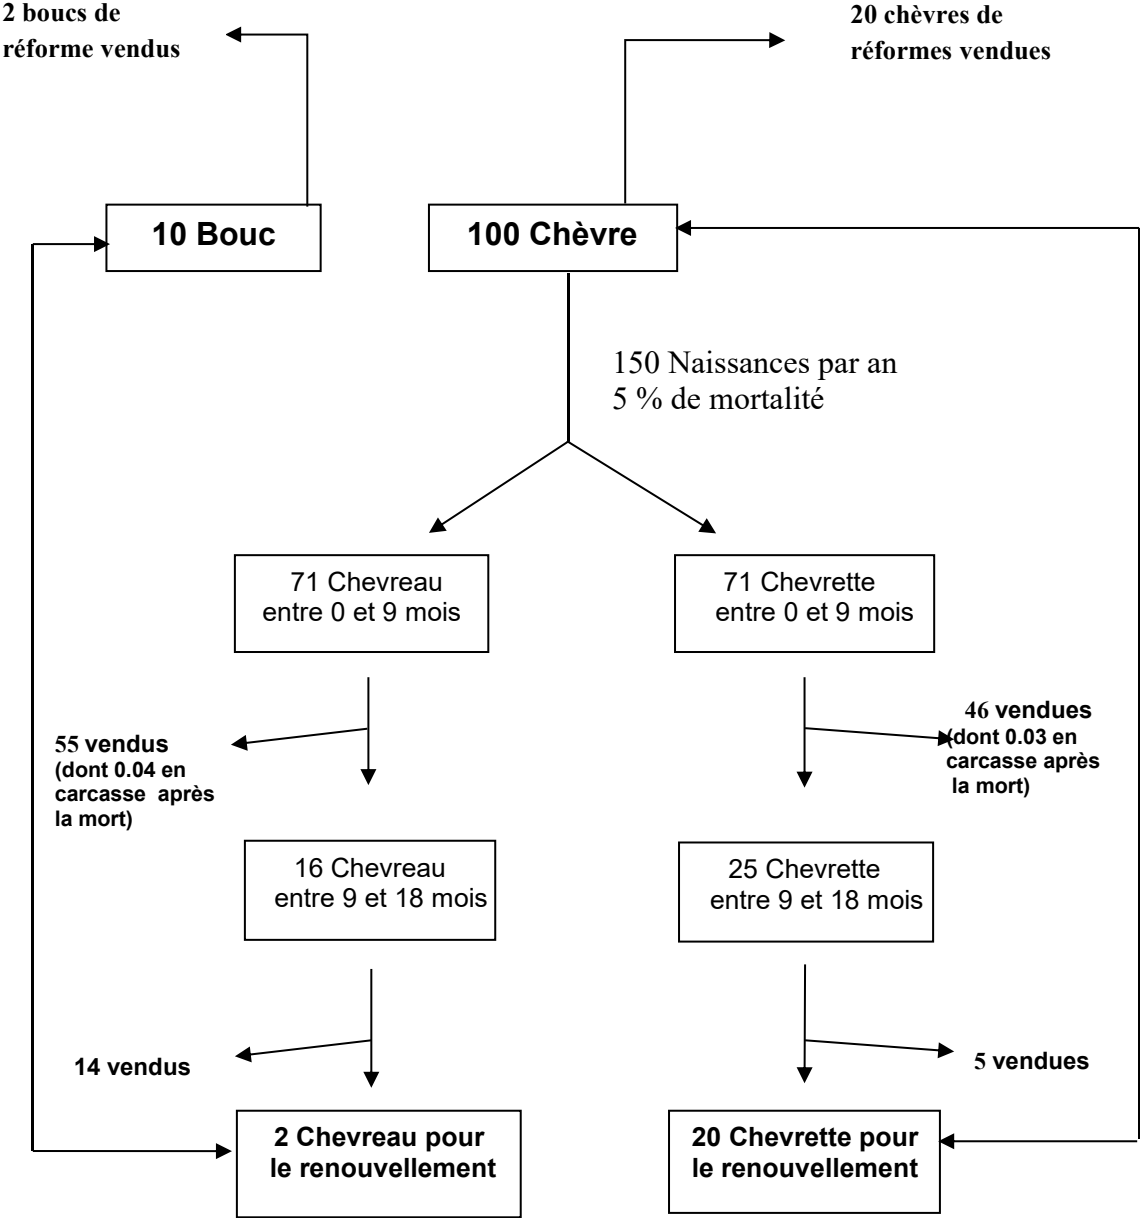 2 boucs de
réforme vendus
20 chèvres de
réformes vendues
10 Bouc
100 Chèvre
150 Naissances par an
5 % de mortalité
71 Chevreau
entre 0 et 9 mois
71 Chevrette
entre 0 et 9 mois
55 vendus
(dont 0.04 en
carcasse après
la mort)
46 vendues
(dont 0.03 en
carcasse après
la mort)
16 Chevreau
entre 9 et 18 mois
25 Chevrette
entre 9 et 18 mois
14 vendus
5 vendues
2 Chevreau pour
le renouvellement
20 Chevrette pour
le renouvellement